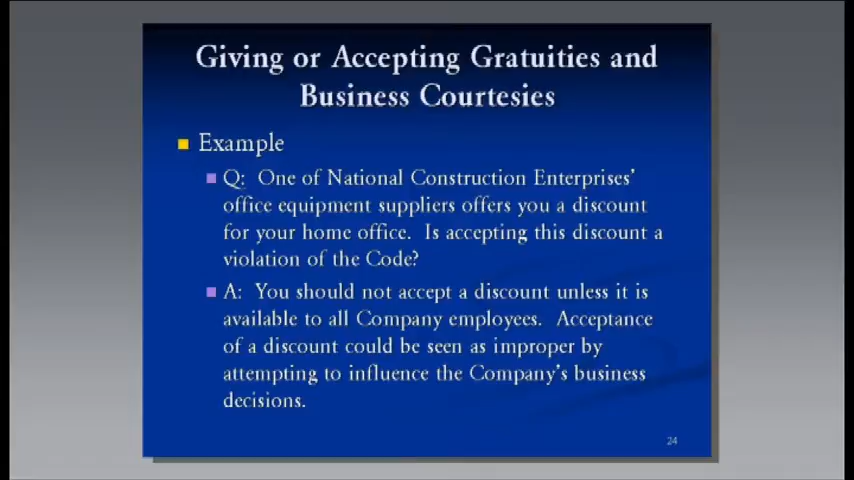 Giving or Accepting Gratuities and
Business Courtesies
Example
Q: One of National Construction Enterprises'
office equipment suppliers offers you a discount
for your home office. Is accepting this discount a
violation of the Code?
A: You should not accept a discount unless it is
available to all Company employees. Acceptance
of a discount could be seen as improper by
attempting to influence the Company's business
decisions.
24